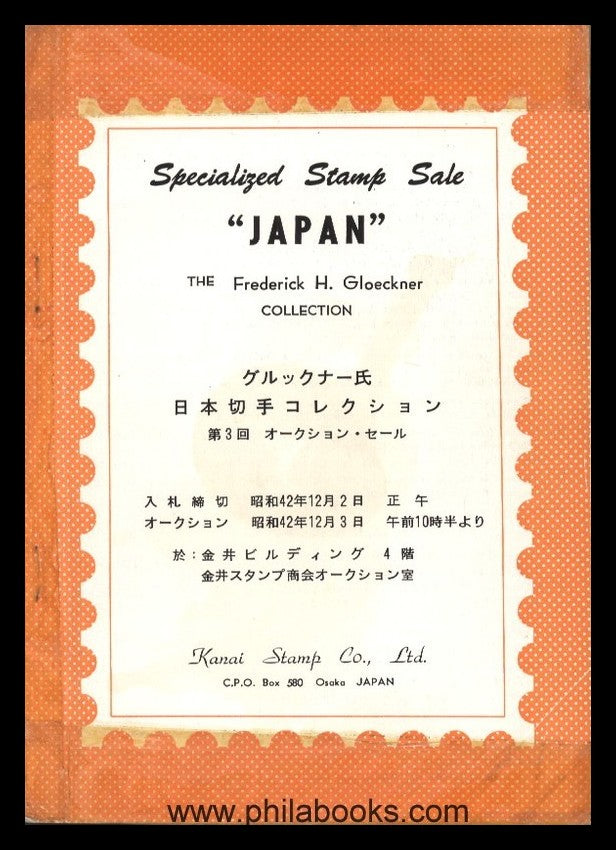 Specialized Stamp Sale
"JAPAN"
THE Frederick H. Gloeckner
COLLECTION
グルックナー氏
日本切手コレクション
第3回 オークション・セール
入札締切 昭和42年12月2日 正午
オークション 昭和42年12月3日 午前10時半より
於:金井ビルディング 4階
金井スタンプ商会オークション室
Kanai Stamp Co., Ltd.
C.P.O. Box 580 Osaka JAPAN
www.philabooks.com